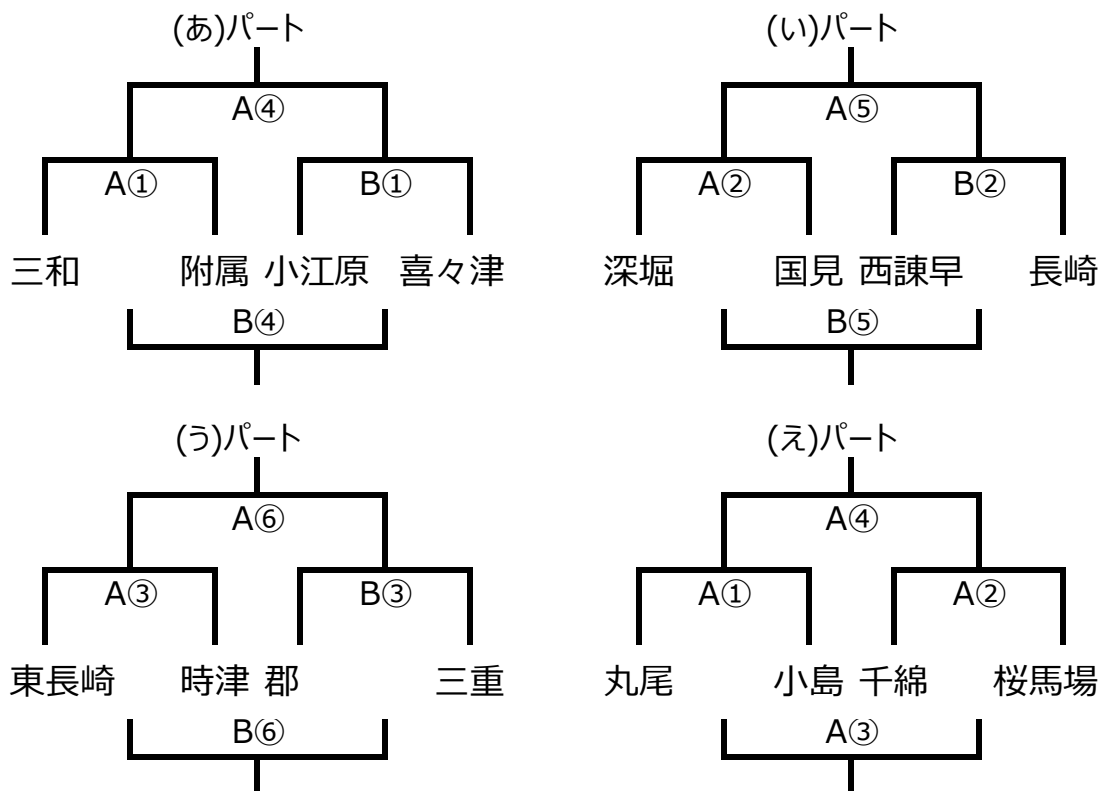 (あ)パート
A④
A① B①
三和 附属 小江原 喜々津
B④
(い)パート
A⑤
A② B②
深堀 国見 西諫早 長崎
B⑤
(う)パート
A⑥
A③ B③
東長崎 時津 郡 三重
B⑥
(え)パート
A④
A① A②
丸尾 小島 千綿 桜馬場
A③